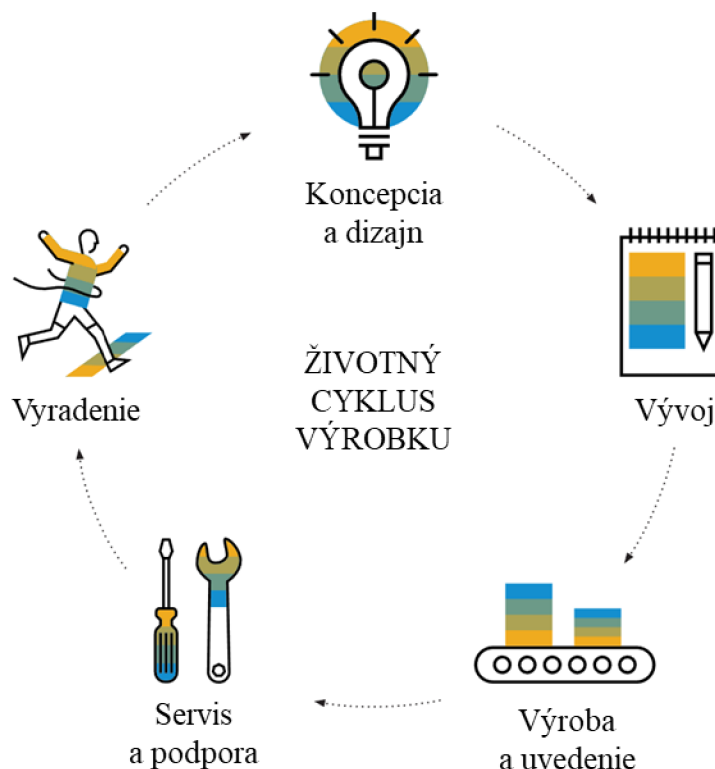 Koncepcia
a dizajn
Vývoj
Výroba
a uvedenie
Servis
a podpora
Vyradenie
ŽIVOTNÝ
CYKLUS
VÝROBKU